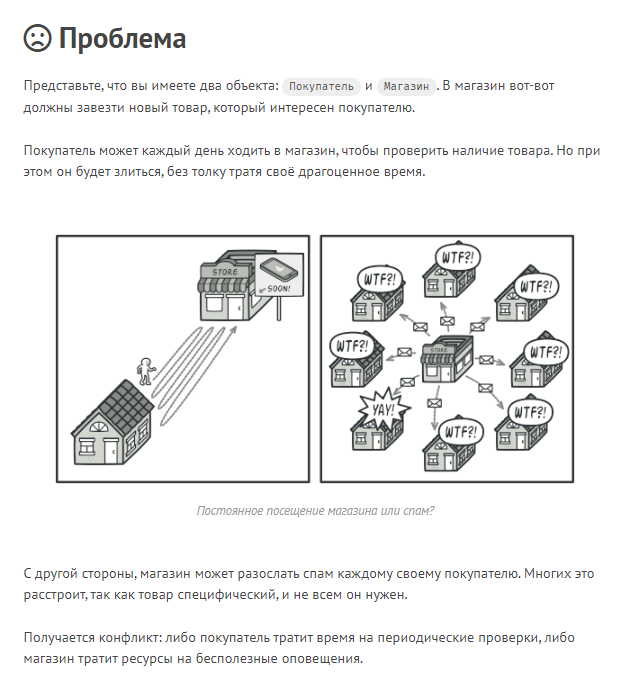 Проблема
Представьте, что вы имеете два объекта: Покупатель и Магазин. В магазин вот-вот
должны завезти новый товар, который интересен покупателю.
Покупатель может каждый день ходить в магазин, чтобы проверить наличие товара. Но при
этом он будет злиться, без толку тратя своё драгоценное время.
STORE
SOON!
WTF?!
WTF?!
WTF?!
WTF?!
STORE
WTF?!
YAY!
WTF?!
WTF?!
Постоянное посещение магазина или спам?
С другой стороны, магазин может разослать спам каждому своему покупателю. Многих это
расстроит, так как товар специфический, и не всем он нужен.
Получается конфликт: либо покупатель тратит время на периодические проверки, либо
магазин тратит ресурсы на бесполезные оповещения.